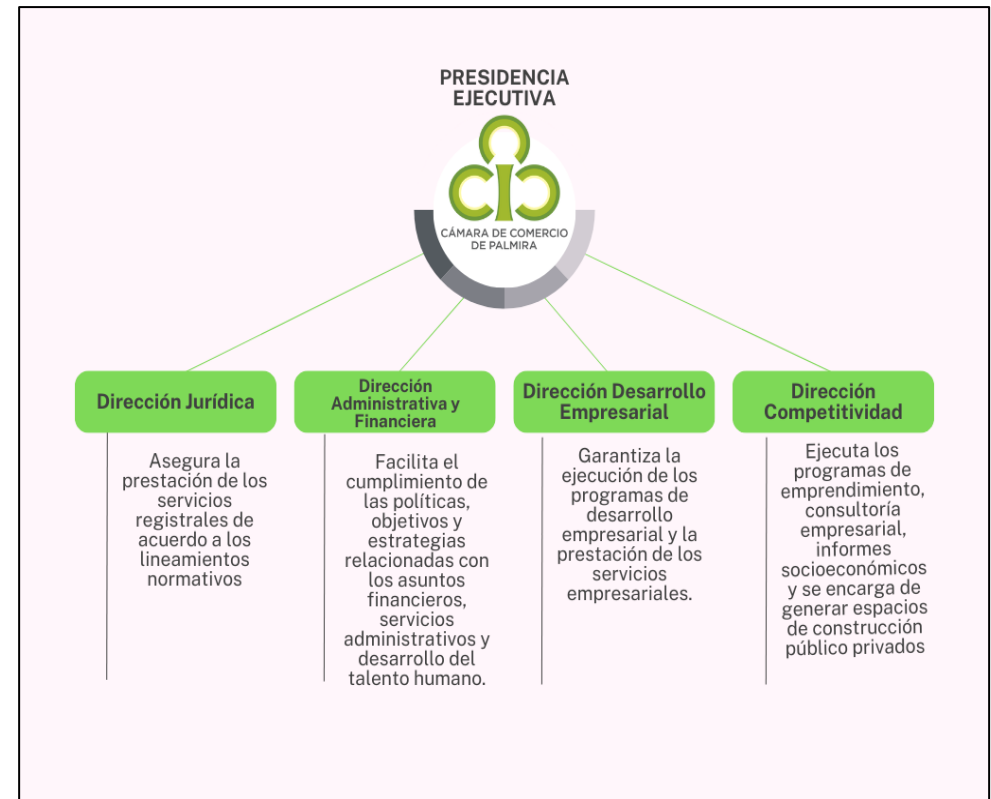 PRESIDENCIA
EJECUTIVA
CÁMARA DE COMERCIO
DE PALMIRA
Dirección Jurídica
Asegura la
prestación de los
servicios
registrales de
acuerdo a los
lineamientos
normativos
Dirección
Administrativa y
Financiera
Facilita el
cumplimiento de
las políticas,
objetivos y
estrategias
relacionadas con
los asuntos
financieros,
servicios
administrativos y
desarrollo del
talento humano.
Dirección Desarrollo
Empresarial
Garantiza la
ejecución de los
programas de
desarrollo
empresarial y la
prestación de los
servicios
empresariales.
Dirección
Competitividad
Ejecuta los
programas de
emprendimiento,
consultoría
empresarial,
informes
socioeconómicos
y se encarga de
generar espacios
de construcción
público privados